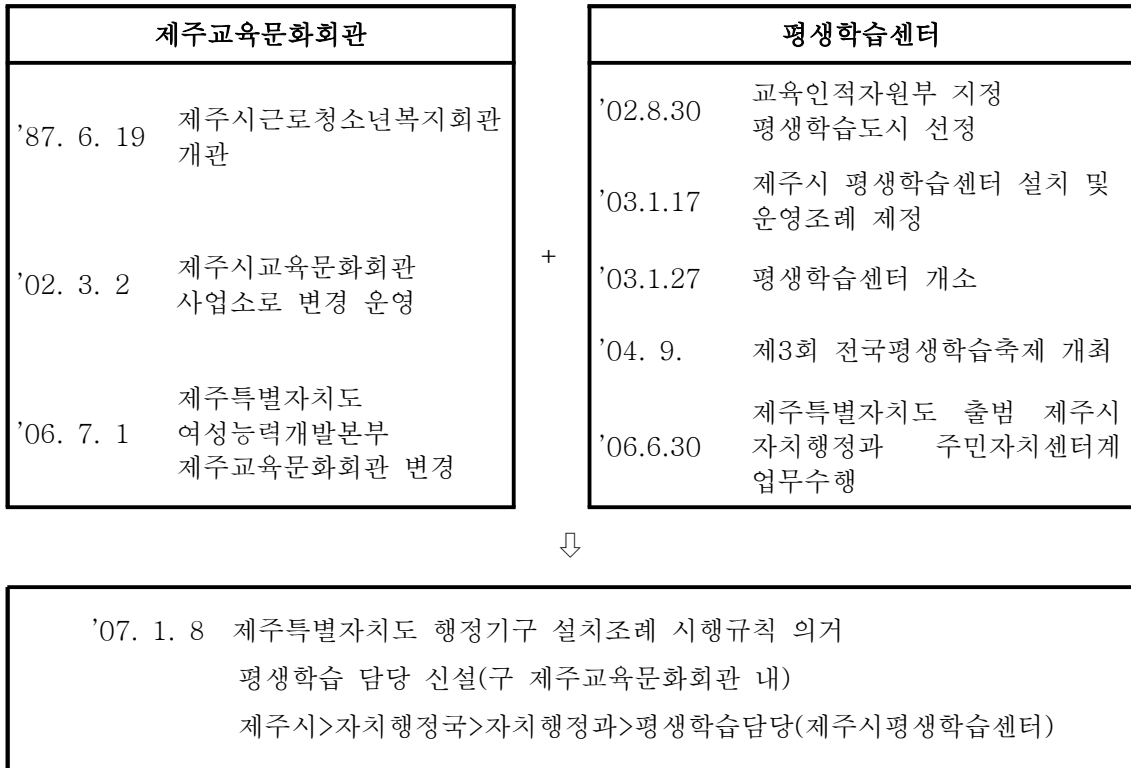 제주교육문화회관
'87. 6. 19 제주시근로청소년복지회관
개관
'02. 3. 2 제주시교육문화회관
사업소로 변경 운영
'06. 7. 1 제주특별자치도
여성능력개발본부
제주교육문화회관 변경
+
평생학습센터
'02.8.30 교육인적자원부 지정
평생학습도시 선정
'03.1.17 제주시 평생학습센터 설치 및
운영조례 제정
'03.1.27 평생학습센터 개소
'04. 9. 제3회 전국평생학습축제 개최
'06.6.30 제주특별자치도 출범 제주시
자치행정과 주민자치센터계
업무수행
⇩
'07. 1. 8 제주특별자치도 행정기구 설치조례 시행규칙 의거
평생학습 담당 신설(구 제주교육문화회관 내)
제주시>자치행정국>자치행정과>평생학습담당(제주시평생학습센터)